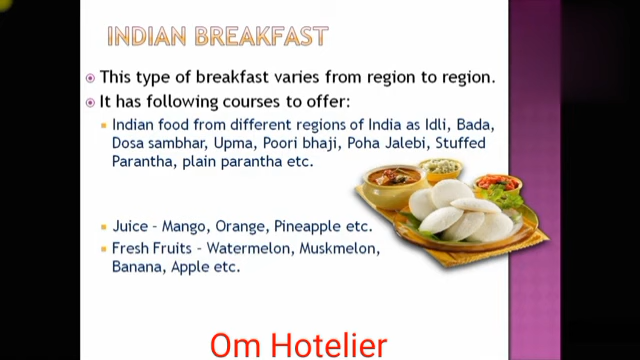 INDIAN BREAKFAST
This type of breakfast varies from region to region.
It has following courses to offer:
Indian food from different regions of India as Idli, Bada,
Dosa sambhar, Upma, Poori bhaji, Poha Jalebi, Stuffed
Parantha, plain parantha etc.
Juice - Mango, Orange, Pineapple etc.
Fresh Fruits - Watermelon, Muskmelon,
Banana, Apple etc.
Om Hotelier